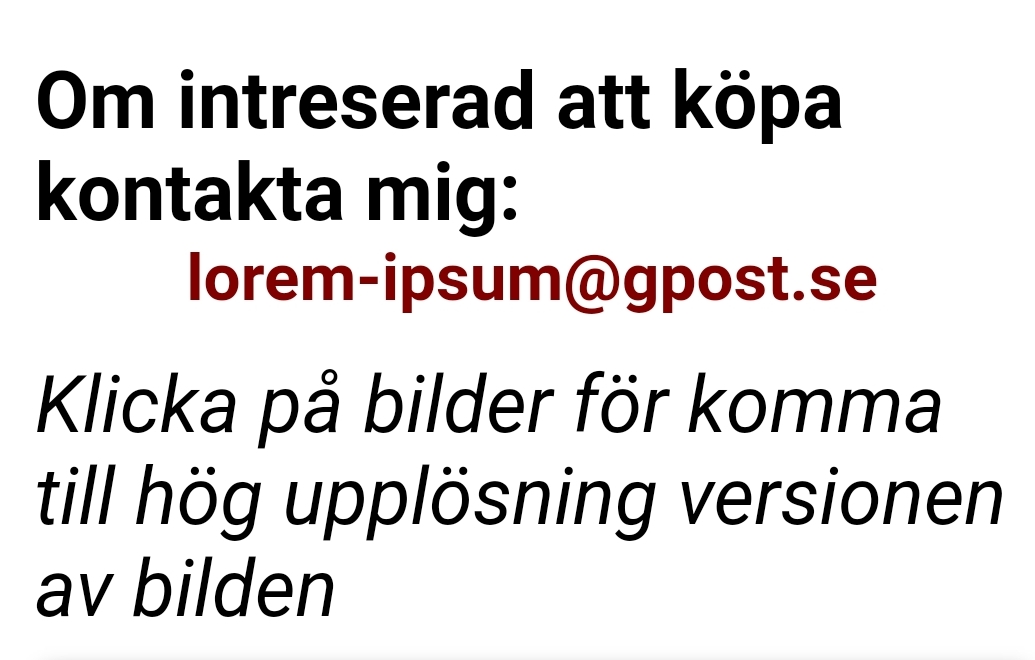 Om intreserad att köpa
kontakta mig:
lorem-ipsum@gpost.se
Klicka på bilder för komma
till hög upplösning versionen
av bilden